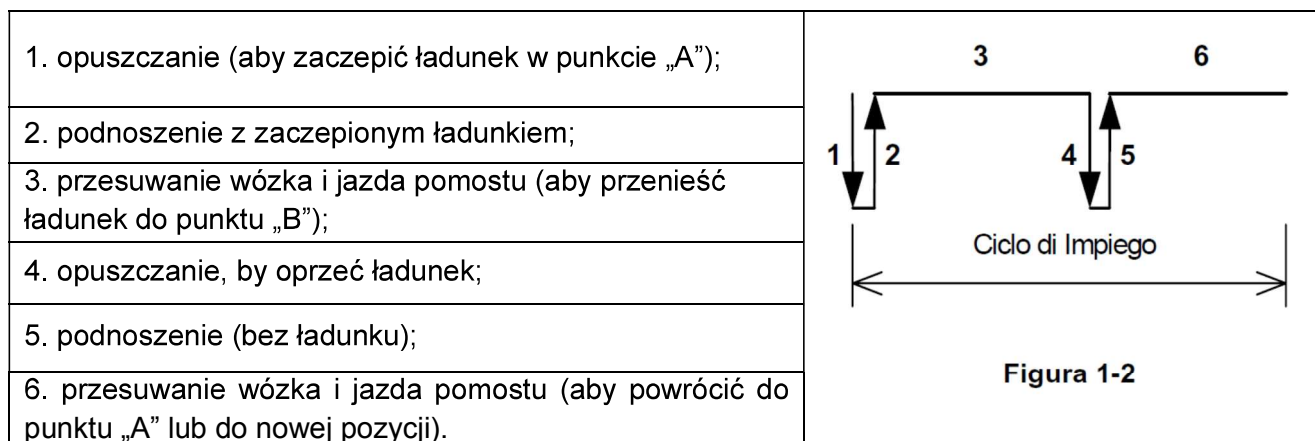 1. opuszczanie (aby zaczepić ładunek w punkcie „A”);
2. podnoszenie z zaczepionym ładunkiem;
3. przesuwanie wózka i jazda pomostu (aby przenieść
ładunek do punktu „B”);
4. opuszczanie, by oprzeć ładunek;
5. podnoszenie (bez ładunku);
6. przesuwanie wózka i jazda pomostu (aby powrócić do
punktu „A” lub do nowej pozycji).
3 6
1 2 4 5
Ciclo di Impiego
Figura 1-2